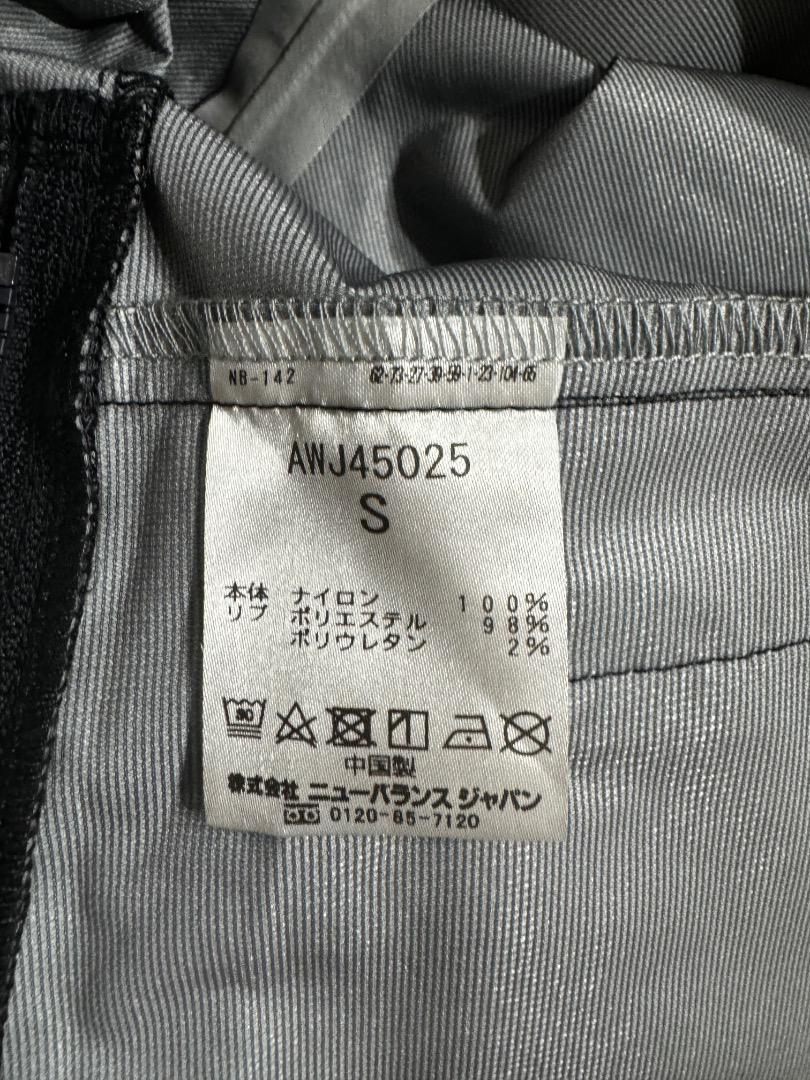 NB-142 62-73-27-39-59-1-23-104-65
AWJ45025
S
本体 ナイロン 100%
リブ ポリエステル 98%
ポリウレタン 2%
30
中国製
株式会社 ニューバランス ジャパン
0120-85-7120